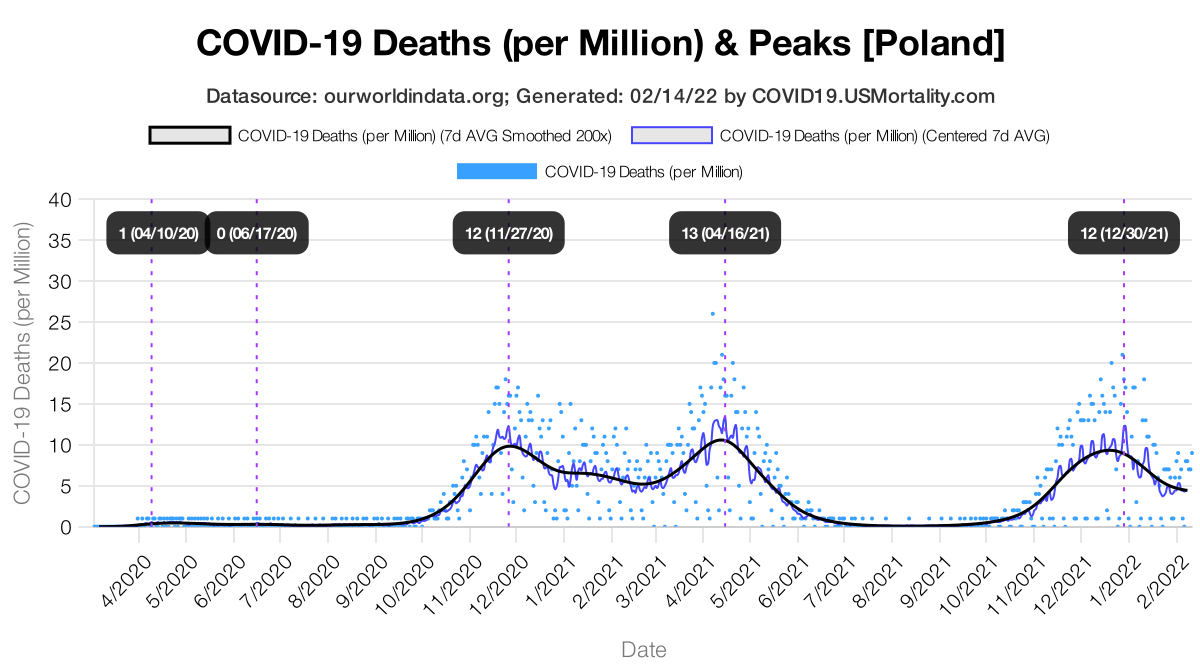 COVID-19 Deaths (per Million) & Peaks [Poland]
Datasource: ourworldindata.org; Generated: 02/14/22 by COVID19.USMortality.com
COVID-19 Deaths (per Million) (7d AVG Smoothed 200x) COVID-19 Deaths (per Million) (Centered 7d AVG)
COVID-19 Deaths (per Million)
COVID-19 Deaths (per Million)
40
35
30
25
20
15
10
5
0
1 (04/10/20) 0 (06/17/20) 12 (11/27/20) 13 (04/16/21) 12 (12/30/21)
4/2020 5/2020 6/2020 7/2020 8/2020 9/2020 10/2020 11/2020 12/2020 1/2021 2/2021 3/2021 4/2021 5/2021 6/2021 7/2021 8/2021 9/2021 10/2021 11/2021 12/2021 1/2022 2/2022
Date